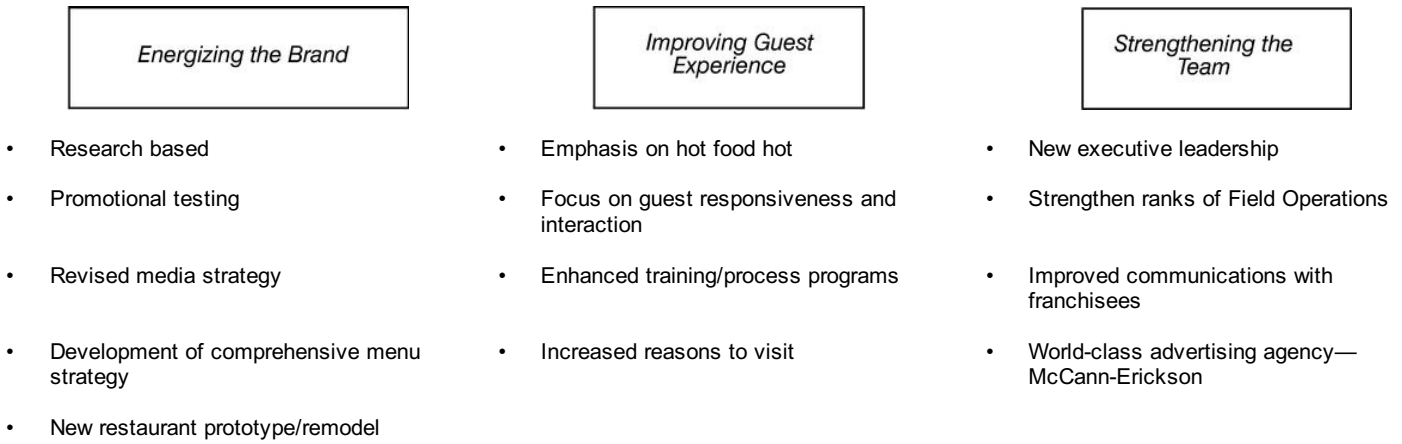 Energizing the Brand
• Research based
• Promotional testing
• Revised media strategy
• Development of comprehensive menu
strategy
• New restaurant prototype/remodel
Improving Guest
Experience
• Emphasis on hot food hot
• Focus on guest responsiveness and
interaction
• Enhanced training/process programs
• Increased reasons to visit
Strengthening the
Team
• New executive leadership
• Strengthen ranks of Field Operations
• Improved communications with
franchisees
• World-class advertising agency—
McCann-Erickson